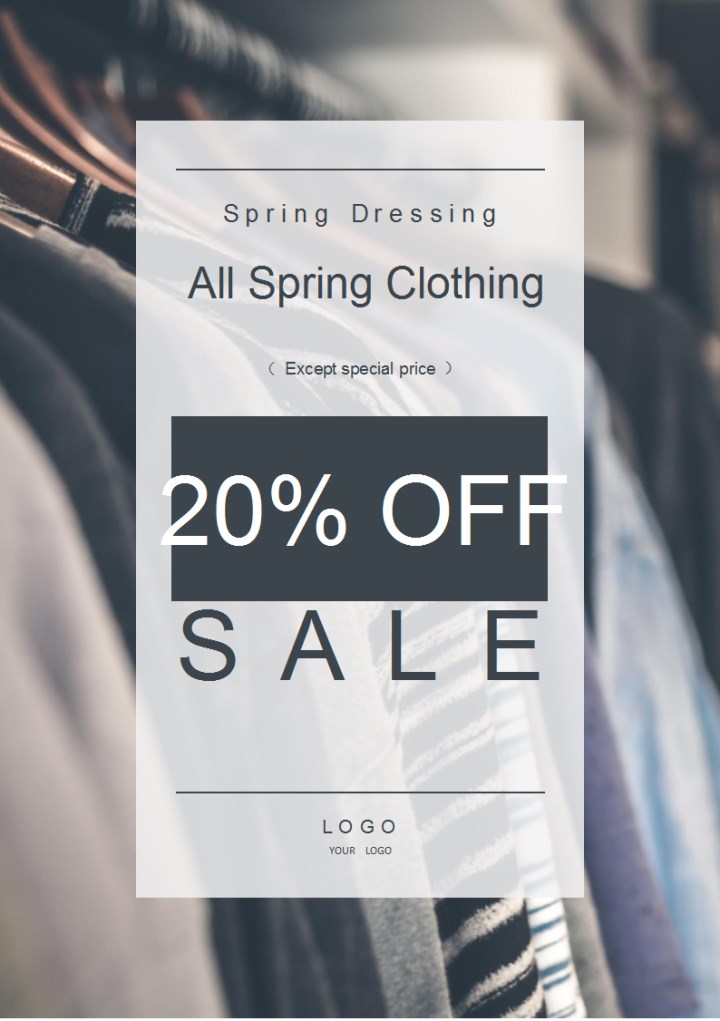 Spring Dressing
All Spring Clothing
（ Except special price ）
20% OFF
SALE
LOGO
YOUR LOGO